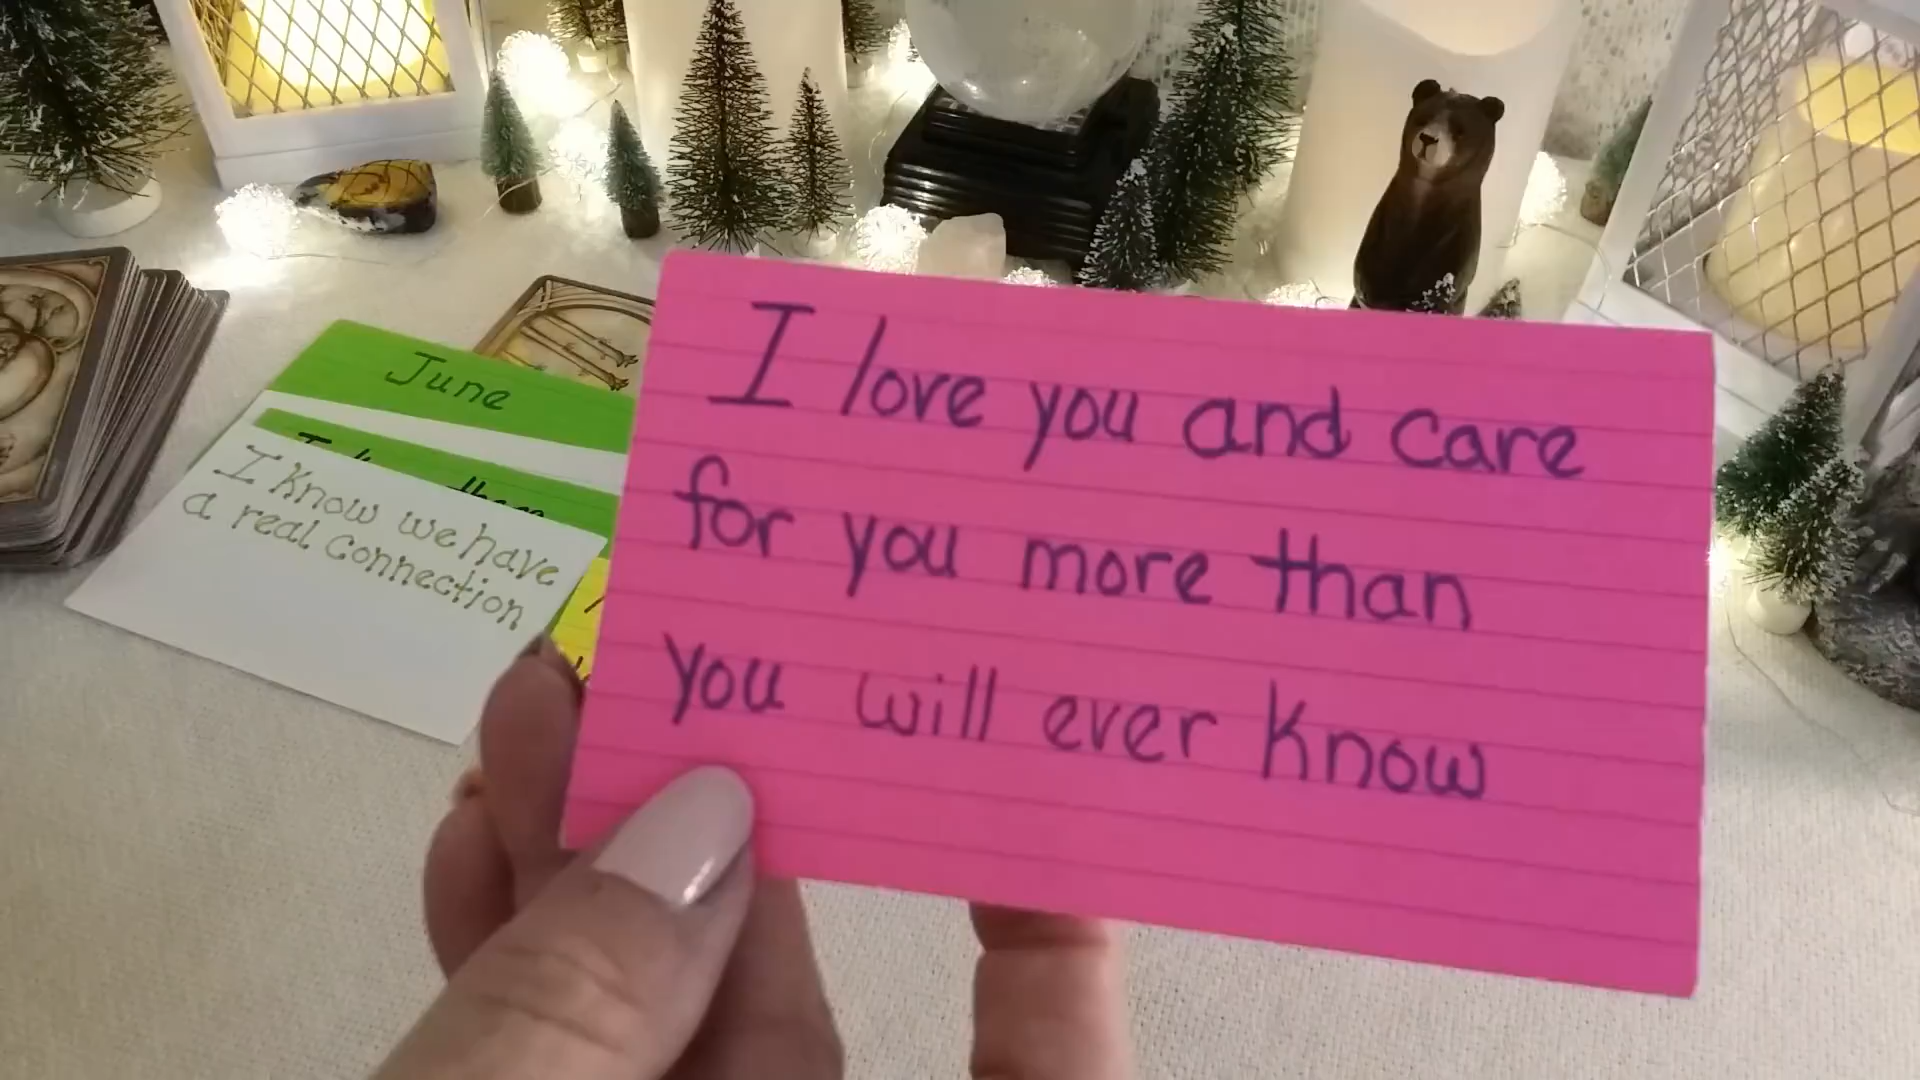 I love you and care
for you more than
you will ever know
June
I know we have
a real connection